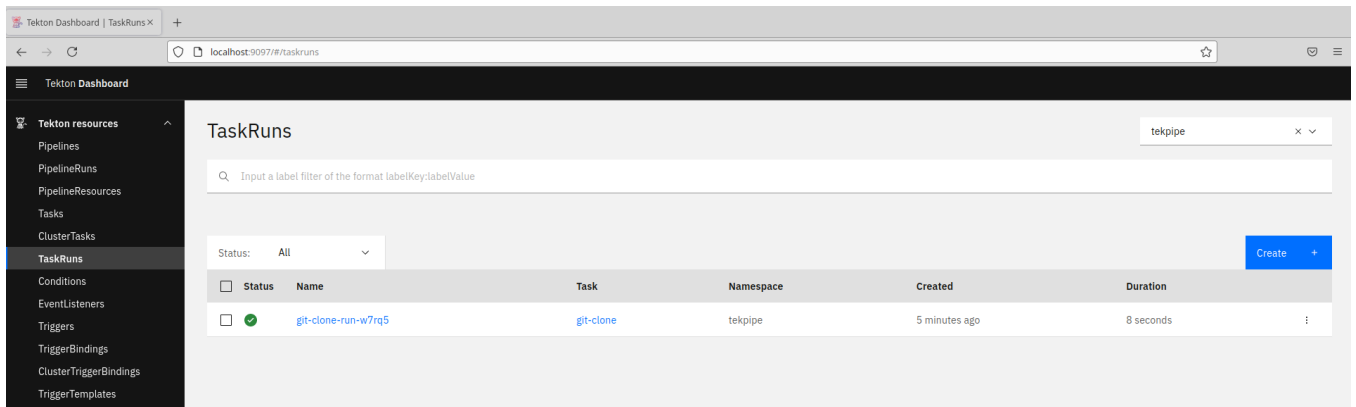 Tekton Dashboard | TaskRuns
localhost:9097/#/taskruns
Tekton Dashboard
Tekton resources
Pipelines
PipelineRuns
PipelineResources
Tasks
ClusterTasks
TaskRuns
Conditions
EventListeners
Triggers
TriggerBindings
ClusterTriggerBindings
TriggerTemplates
TaskRuns
tekpipe
Input a label filter of the format labelKey:labelValue
Status: All
Create +
Status Name Task Namespace Created Duration
git-clone-run-w7rq5 git-clone tekpipe 5 minutes ago 8 seconds